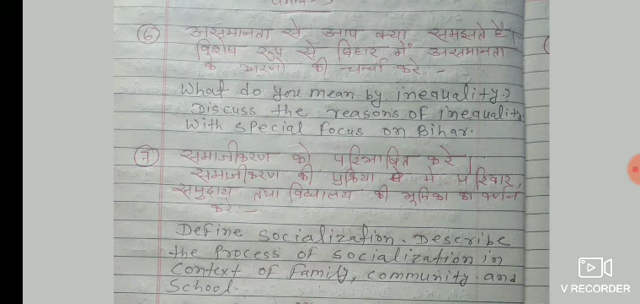 ⑥ असमानता से आप क्या समझते है।
विशेष रूप से बिहार में असमानता
के कारणो की चर्चा करे -
What do you mean by inequality?
Discuss the reasons of inequality
with special focus on Bihar.
⑦ समाजीकरण को परिभाषित करे।
समाजीकरण की प्रक्रिया में परिवार,
समुदाय तथा विद्यालय की भूमिका का वर्णन
करे -
Define socialization. Describe
the process of socialization in
Context of family, community and
School.
V RECORDER